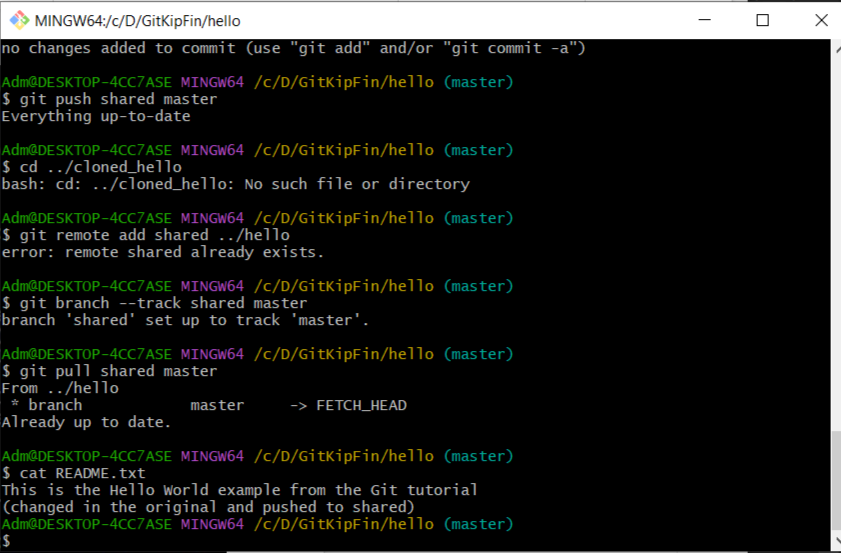 MINGW64:/c/D/GitKipFin/hello
no changes added to commit (use "git add" and/or "git commit -a")
Adm@DESKTOP-4CC7ASE MINGW64 /c/D/GitKipFin/hello (master)
$ git push shared master
Everything up-to-date
Adm@DESKTOP-4CC7ASE MINGW64 /c/D/GitKipFin/hello (master)
$ cd ../cloned_hello
bash: cd: ../cloned_hello: No such file or directory
Adm@DESKTOP-4CC7ASE MINGW64 /c/D/GitKipFin/hello (master)
$ git remote add shared ../hello
error: remote shared already exists.
Adm@DESKTOP-4CC7ASE MINGW64 /c/D/GitKipFin/hello (master)
$ git branch --track shared master
branch 'shared' set up to track 'master'.
Adm@DESKTOP-4CC7ASE MINGW64 /c/D/GitKipFin/hello (master)
$ git pull shared master
From ../hello
 * branch            master     -> FETCH_HEAD
Already up to date.
Adm@DESKTOP-4CC7ASE MINGW64 /c/D/GitKipFin/hello (master)
$ cat README.txt
This is the Hello World example from the Git tutorial
(changed in the original and pushed to shared)
Adm@DESKTOP-4CC7ASE MINGW64 /c/D/GitKipFin/hello (master)
$